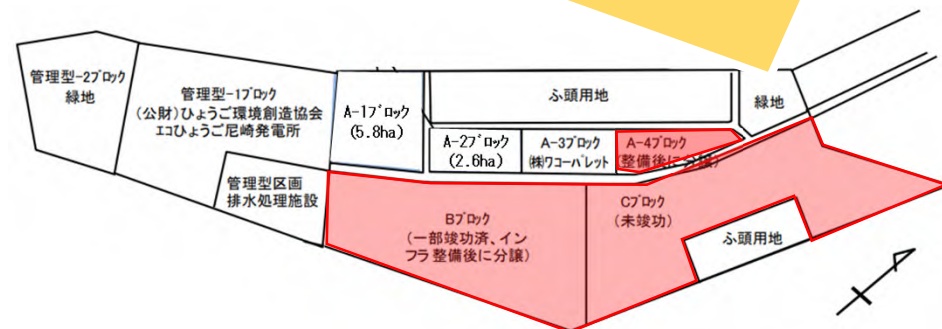 管理型-2ブロック
緑地
管理型-1ブロック
(公財)ひょうご環境創造協会
エコひょうご尼崎発電所
管理型区画
排水処理施設
A-1ブロック
(5.8ha)
ふ頭用地
緑地
A-2ブロック
(2.6ha)
A-3ブロック
㈱ワコーパレット
A-4ブロック
(整備後に分譲)
Bブロック
(一部竣功済、イン
フラ整備後に分譲)
Cブロック
(未竣功)
ふ頭用地